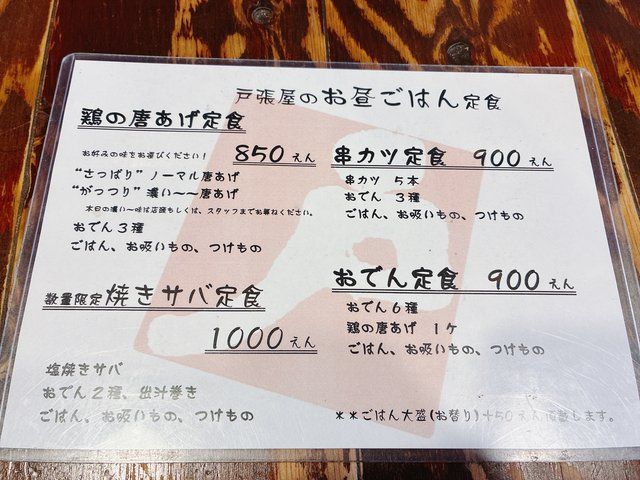 戸張屋のお昼ごはん定食
鶏の唐あげ定食
お好みの味をお選びください！
850えん
“さっぱり” ノーマル唐あげ
“がっつり” 濃い〜〜唐あげ
本日の濃い〜味は店頭もしくは、スタッフまでお尋ねください。
おでん３種
ごはん、お吸いもの、つけもの
数量限定焼きサバ定食
1000えん
塩焼きサバ
おでん２種、出汁巻き
ごはん、お吸いもの、つけもの
串カツ定食 900えん
串カツ ５本
おでん ３種
ごはん、お吸いもの、つけもの
おでん定食 900えん
おでん６種
鶏の唐あげ １ケ
ごはん、お吸いもの、つけもの
＊＊ごはん大盛(お替り)＋50えん頂きします。